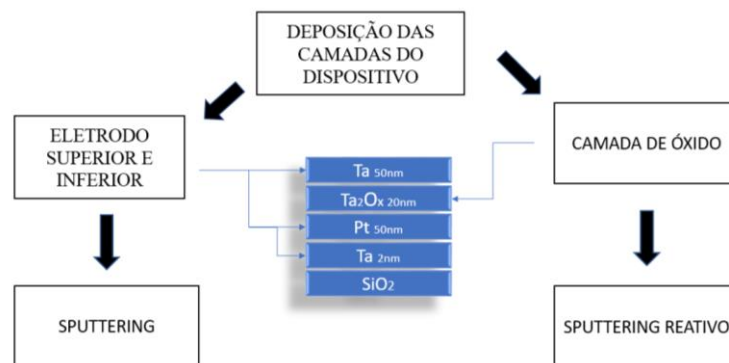 DEPOSIÇÃO DAS
CAMADAS DO
DISPOSITIVO
ELETRODO
SUPERIOR E
INFERIOR
CAMADA DE ÓXIDO
Ta 50nm
Ta2Ox 20nm
Pt 50nm
Ta 2nm
SiO2
SPUTTERING
SPUTTERING REATIVO